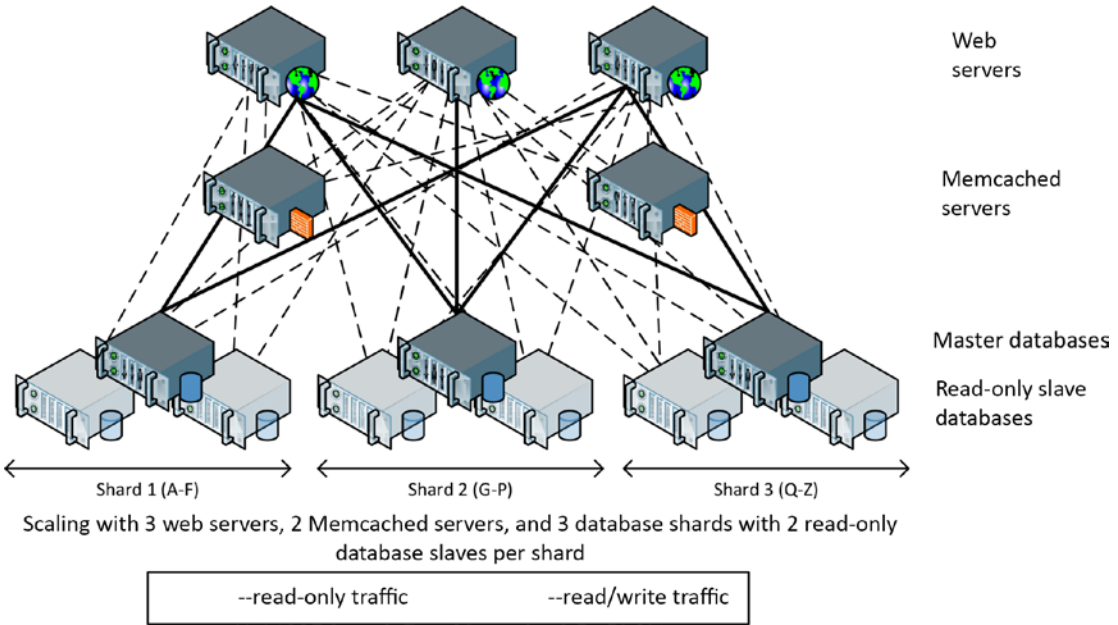 Web
servers
Memcached
servers
Master databases
Read-only slave
databases
Shard 1 (A-F)
Shard 2 (G-P)
Shard 3 (Q-Z)
Scaling with 3 web servers, 2 Memcached servers, and 3 database shards with 2 read-only
database slaves per shard
--read-only traffic
--read/write traffic